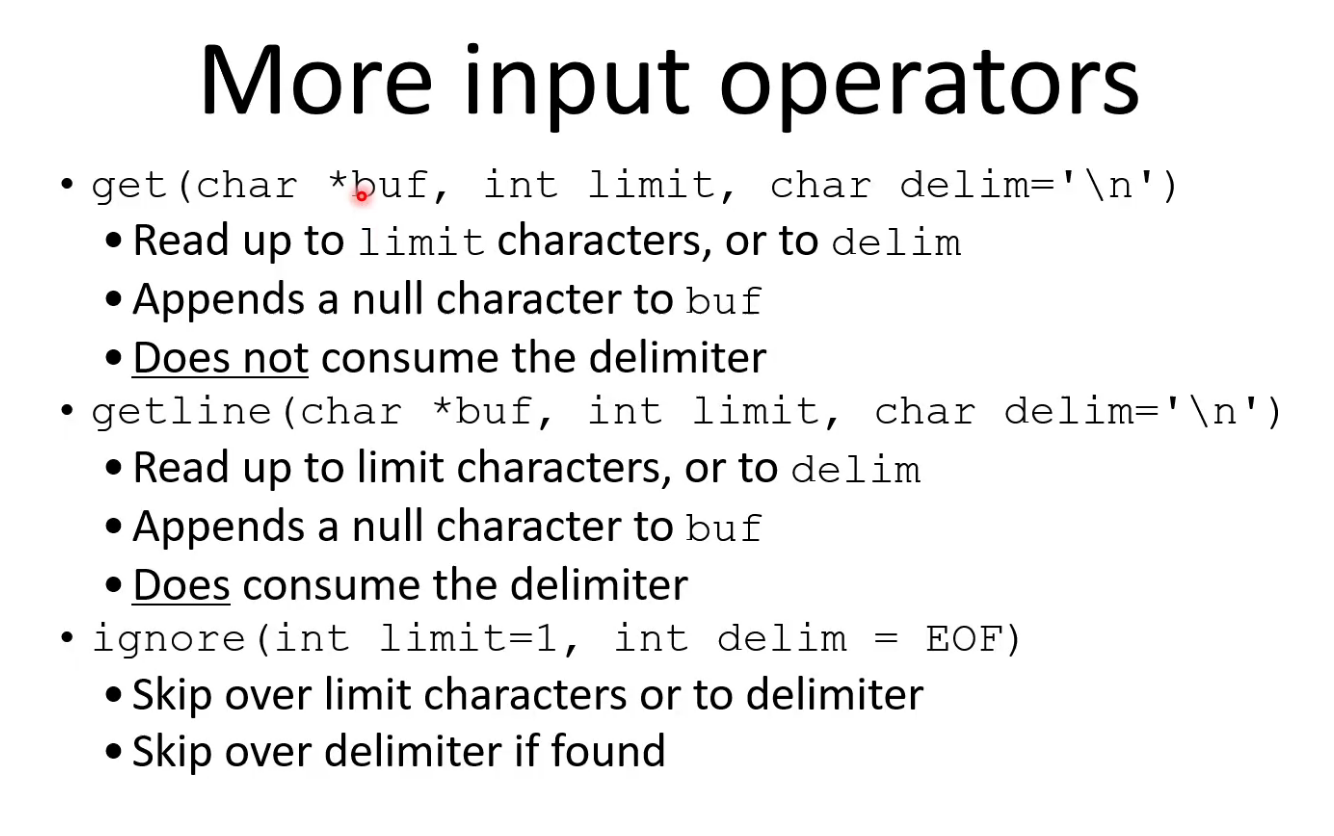 More input operators
• get(char *buf, int limit, char delim='\n')
• Read up to limit characters, or to delim
• Appends a null character to buf
• Does not consume the delimiter
• getline(char *buf, int limit, char delim='\n')
• Read up to limit characters, or to delim
• Appends a null character to buf
• Does consume the delimiter
• ignore(int limit=1, int delim = EOF)
• Skip over limit characters or to delimiter
• Skip over delimiter if found